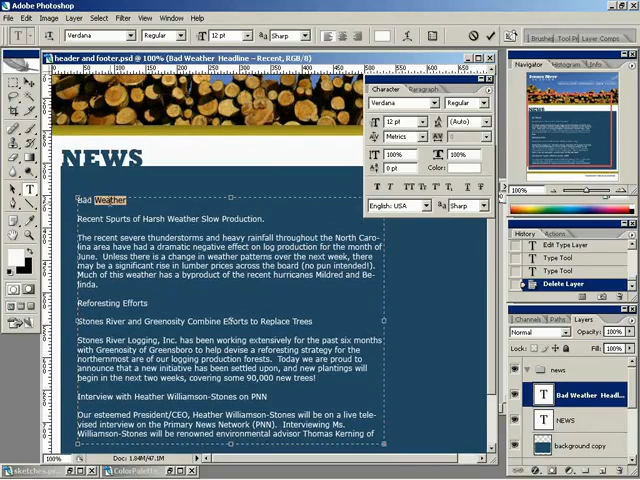 Adobe Photoshop
File Edit Image Layer Select Filter View Window Help
Verdana Regular 12 pt Sharp
Brushes Tool Pr Layer Comps
header and footer.psd @ 100% (Bad Weather Headline - Recent, RGB/8)
NEWS
Bad Weather
Recent Spurts of Harsh Weather Slow Production.
The recent severe thunderstorms and heavy rainfall throughout the North Caro-
lina area have had a dramatic negative effect on log production for the month of
June. Unless there is a change in weather patterns over the next week, there
may be a significant rise in lumber prices across the board (no pun intended!).
Much of this weather has a byproduct of the recent hurricanes Mildred and Be-
linda.
Reforesting Efforts
Stones River and Greenosity Combine Efforts to Replace Trees
Stones River Logging, Inc. has been working extensively for the past six months
with Greenosity of Greensboro to help devise a reforesting strategy for the
northernmost are of our logging production forests. Today we are proud to
announce that a new initiative has been settled upon, and new plantings will
begin in the next two weeks, covering some 90,000 new firs!
Interview with Heather Williamson-Stones on PNN
Our esteemed President/CEO, Heather Williamson-Stones will be on a live tele-
vised interview on the Primary News Network (PNN). Interviewing Ms.
Williamson-Stones will be renowned environmental advisor Thomas Kerning of
100% Doc: 1.84M/47.1M
sketches.p
ColorPalette
Character Paragraph
Verdana Regular
12 pt (Auto)
Metrics 0
100% 100%
0 pt Color:
T T TT Tr T T T T
English: USA Sharp
Navigator Histogram Info
100%
History Actions
Edit Type Layer
Type Tool
Type Tool
Delete Layer
Channels Paths Layers
Normal Opacity: 100%
Lock: Fill: 100%
news
Bad Weather Headl...
NEWS
background copy